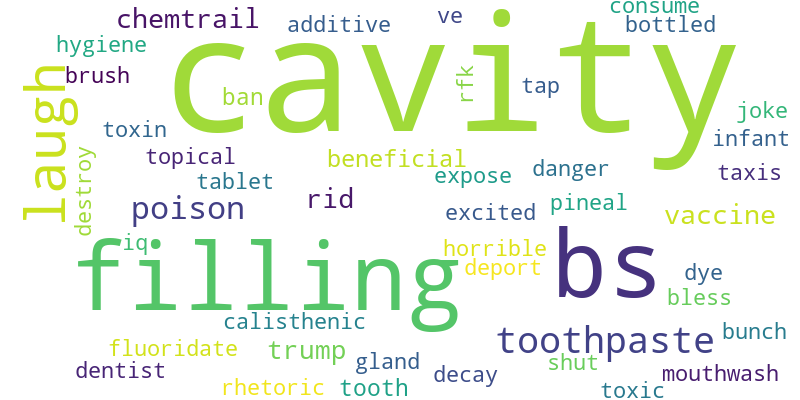 chemtrail
additive
ve
consume
bottled
hygiene
brush
cavity
laugh
ban
rfk
tap
joke
toxin
infant
topical
beneficial
danger
taxis
destroy
tablet
expose
poison
rid
excited
pineal
vaccine
iq
filling
horrible
bs
deport
dye
bless
calisthenic
toothpaste
bunch
fluoridate
trump
gland
shut
dentist
decay
mouthwash
rhetoric
tooth
toxic